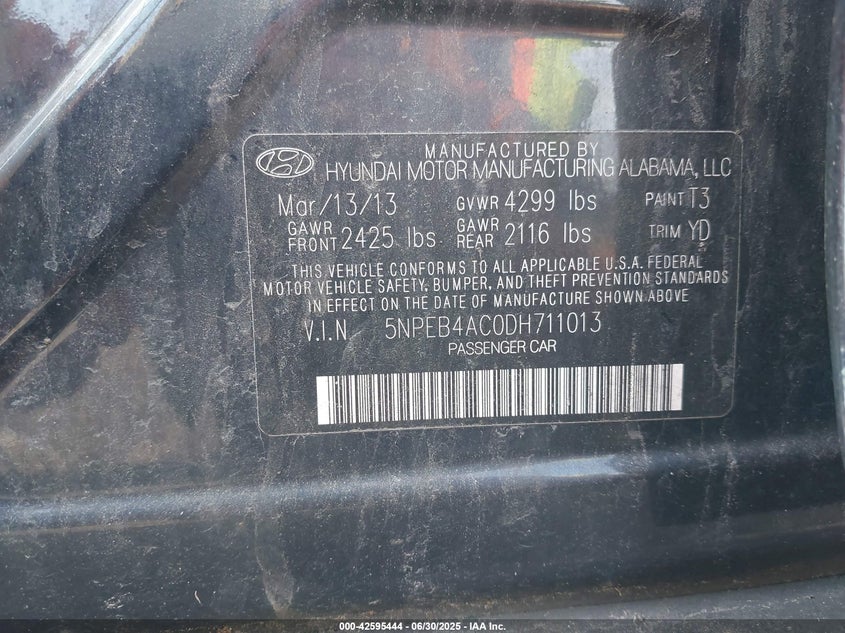 MANUFACTURED BY
HYUNDAI MOTOR MANUFACTURING ALABAMA, LLC
Mar/13/13 GVWR 4299 lbs PAINT T3
GAWR FRONT 2425 lbs GAWR REAR 2116 lbs TRIM YD
THIS VEHICLE CONFORMS TO ALL APPLICABLE U.S.A. FEDERAL
MOTOR VEHICLE SAFETY, BUMPER, AND THEFT PREVENTION STANDARDS
IN EFFECT ON THE DATE OF MANUFACTURE SHOWN ABOVE
V.I.N. 5NPEB4AC0DH711013
PASSENGER CAR
000-42595444 - 06/30/2025 - IAA Inc.